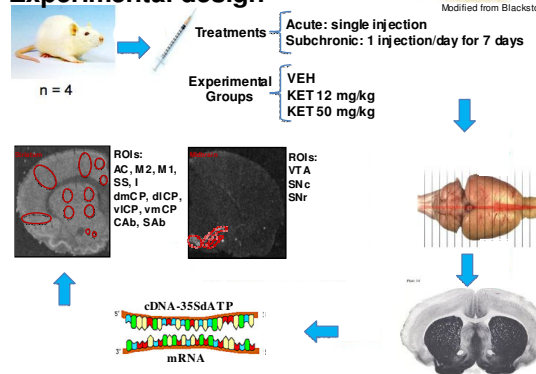 Experimental design:
Modified from Blacksto
n = 4
Treatments
Acute: single injection
Subchronic: 1 injection/day for 7 days
Experimental
Groups
VEH
KET 12 mg/kg
KET 50 mg/kg
ROIs:
AC, M2, M1,
SS, I
dmCP, dlCP,
vlCP, vmCP
CAb, SAb
ROIs:
VTA
SNc
SNr
5'
cDNA-35SdATP
3'
mRNA